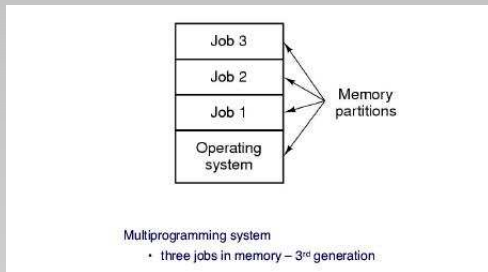 Job 3
Job 2
Job 1
Operating
system
Memory
partitions
Multiprogramming system
• three jobs in memory – 3rd generation